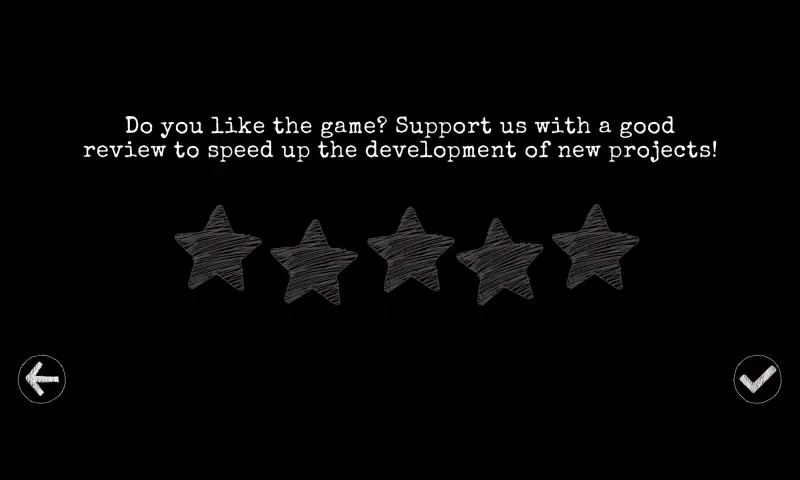 Do you like the game? Support us with a good
review to speed up the development of new projects!